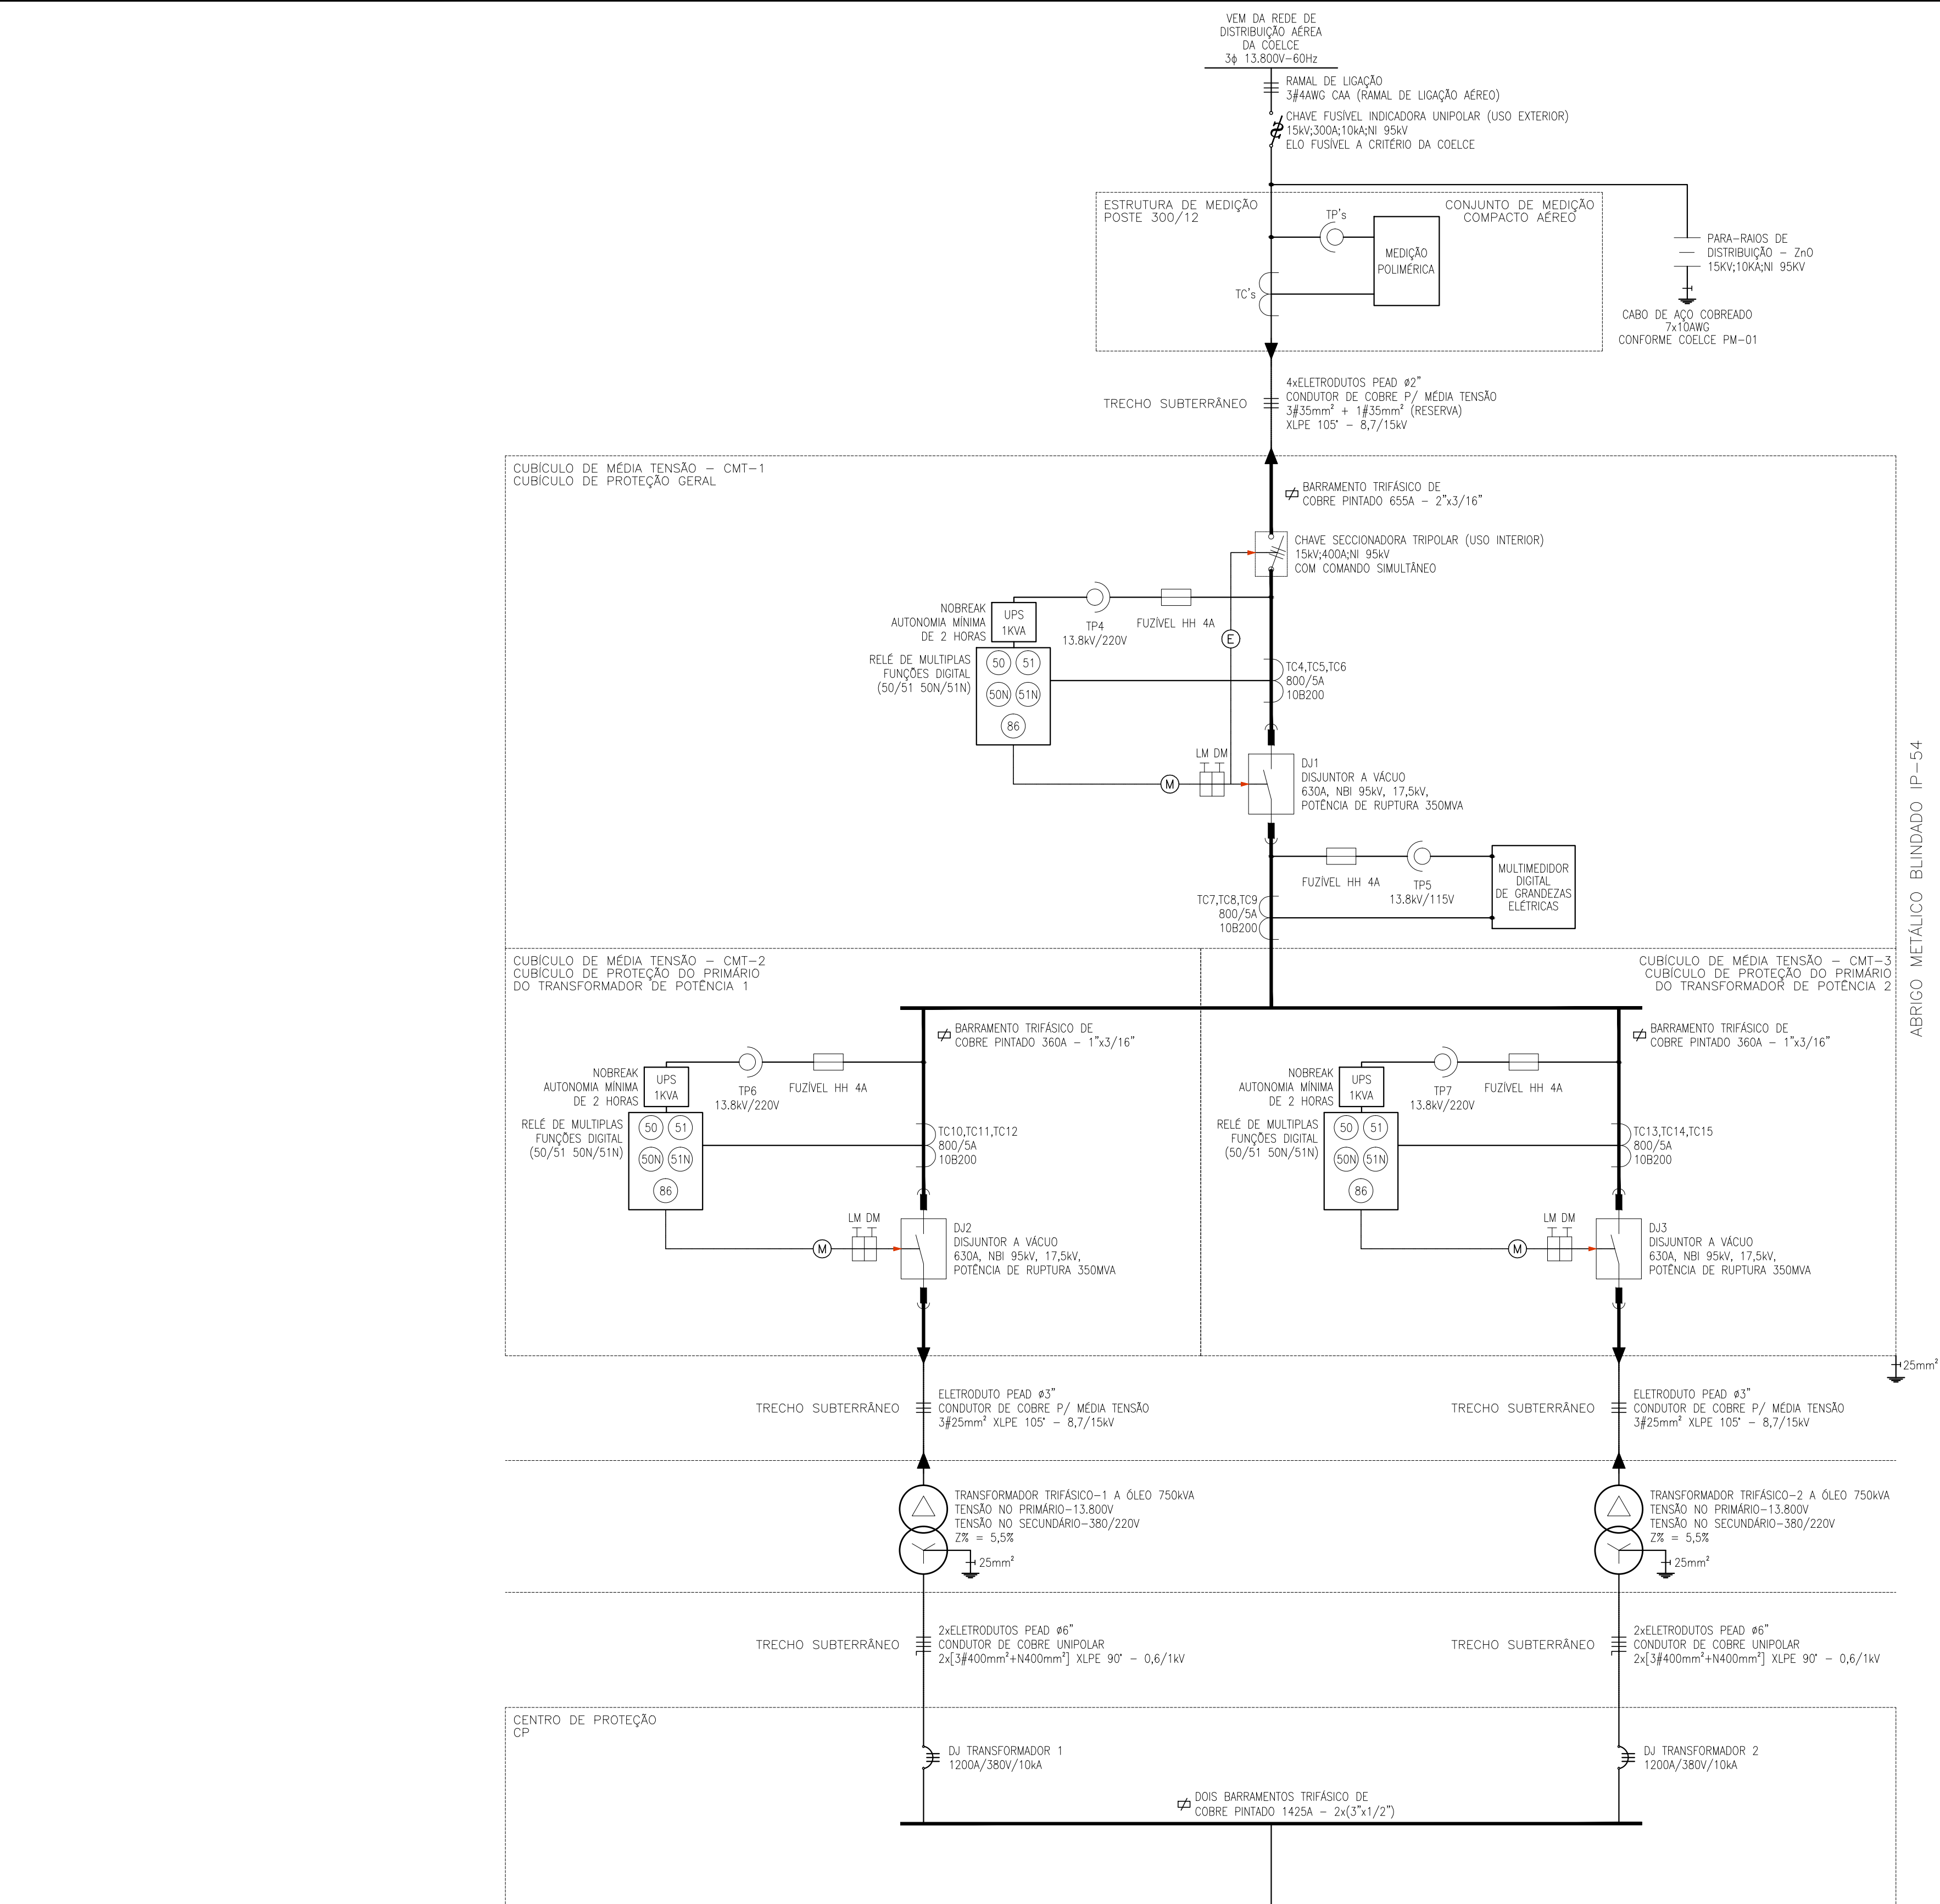 VEM DA REDE DE
DISTRIBUIÇÃO AÉREA
DA COELCE
3ϕ 13.800V-60Hz
RAMAL DE LIGAÇÃO
3#4AWG CAA (RAMAL DE LIGAÇÃO AÉREO)
CHAVE FUSÍVEL INDICADORA UNIPOLAR (USO EXTERIOR)
15kV;300A;10kA;NI 95kV
ELO FUSÍVEL A CRITÉRIO DA COELCE
ESTRUTURA DE MEDIÇÃO
POSTE 300/12
CONJUNTO DE MEDIÇÃO
COMPACTO AÉREO
TP's
MEDIÇÃO
POLIMÉRICA
TC's
PARA-RAIOS DE
DISTRIBUIÇÃO - ZnO
15KV;10KA;NI 95KV
CABO DE AÇO COBREADO
7x10AWG
CONFORME COELCE PM-01
TRECHO SUBTERRÂNEO
4xELETRODUTOS PEAD ø2"
CONDUTOR DE COBRE P/ MÉDIA TENSÃO
3#35mm² + 1#35mm² (RESERVA)
XLPE 105° - 8,7/15kV
CUBÍCULO DE MÉDIA TENSÃO - CMT-1
CUBÍCULO DE PROTEÇÃO GERAL
BARRAMENTO TRIFÁSICO DE
COBRE PINTADO 655A - 2"x3/16"
CHAVE SECCIONADORA TRIPOLAR (USO INTERIOR)
15kV;400A;NI 95kV
COM COMANDO SIMULTÂNEO
NOBREAK
AUTONOMIA MÍNIMA
DE 2 HORAS
UPS
1KVA
TP4
13.8kV/220V
FUZÍVEL HH 4A
E
RELÉ DE MULTIPLAS
FUNÇÕES DIGITAL
(50/51 50N/51N)
50 51
50N 51N
86
TC4,TC5,TC6
800/5A
10B200
LM DM
M
DJ1
DISJUNTOR A VÁCUO
630A, NBI 95kV, 17,5kV,
POTÊNCIA DE RUPTURA 350MVA
FUZÍVEL HH 4A
TP5
13.8kV/115V
MULTIMEDIDOR
DIGITAL
DE GRANDEZAS
ELÉTRICAS
TC7,TC8,TC9
800/5A
10B200
ABRIGO METÁLICO BLINDADO IP-54
CUBÍCULO DE MÉDIA TENSÃO - CMT-2
CUBÍCULO DE PROTEÇÃO DO PRIMÁRIO
DO TRANSFORMADOR DE POTÊNCIA 1
CUBÍCULO DE MÉDIA TENSÃO - CMT-3
CUBÍCULO DE PROTEÇÃO DO PRIMÁRIO
DO TRANSFORMADOR DE POTÊNCIA 2
BARRAMENTO TRIFÁSICO DE
COBRE PINTADO 360A - 1"x3/16"
NOBREAK
AUTONOMIA MÍNIMA
DE 2 HORAS
UPS
1KVA
TP6
13.8kV/220V
FUZÍVEL HH 4A
RELÉ DE MULTIPLAS
FUNÇÕES DIGITAL
(50/51 50N/51N)
50 51
50N 51N
86
TC10,TC11,TC12
800/5A
10B200
LM DM
M
DJ2
DISJUNTOR A VÁCUO
630A, NBI 95kV, 17,5kV,
POTÊNCIA DE RUPTURA 350MVA
BARRAMENTO TRIFÁSICO DE
COBRE PINTADO 360A - 1"x3/16"
NOBREAK
AUTONOMIA MÍNIMA
DE 2 HORAS
UPS
1KVA
TP7
13.8kV/220V
FUZÍVEL HH 4A
RELÉ DE MULTIPLAS
FUNÇÕES DIGITAL
(50/51 50N/51N)
50 51
50N 51N
86
TC13,TC14,TC15
800/5A
10B200
LM DM
M
DJ3
DISJUNTOR A VÁCUO
630A, NBI 95kV, 17,5kV,
POTÊNCIA DE RUPTURA 350MVA
25mm²
TRECHO SUBTERRÂNEO
ELETRODUTO PEAD ø3"
CONDUTOR DE COBRE P/ MÉDIA TENSÃO
3#25mm² XLPE 105° - 8,7/15kV
TRECHO SUBTERRÂNEO
ELETRODUTO PEAD ø3"
CONDUTOR DE COBRE P/ MÉDIA TENSÃO
3#25mm² XLPE 105° - 8,7/15kV
TRANSFORMADOR TRIFÁSICO-1 A ÓLEO 750kVA
TENSÃO NO PRIMÁRIO-13.800V
TENSÃO NO SECUNDÁRIO-380/220V
Z% = 5,5%
25mm²
TRANSFORMADOR TRIFÁSICO-2 A ÓLEO 750kVA
TENSÃO NO PRIMÁRIO-13.800V
TENSÃO NO SECUNDÁRIO-380/220V
Z% = 5,5%
25mm²
TRECHO SUBTERRÂNEO
2xELETRODUTOS PEAD ø6"
CONDUTOR DE COBRE UNIPOLAR
2x[3#400mm²+N400mm²] XLPE 90° - 0,6/1kV
TRECHO SUBTERRÂNEO
2xELETRODUTOS PEAD ø6"
CONDUTOR DE COBRE UNIPOLAR
2x[3#400mm²+N400mm²] XLPE 90° - 0,6/1kV
CENTRO DE PROTEÇÃO
CP
DJ TRANSFORMADOR 1
1200A/380V/10kA
DJ TRANSFORMADOR 2
1200A/380V/10kA
DOIS BARRAMENTOS TRIFÁSICO DE
COBRE PINTADO 1425A - 2x(3"x1/2")